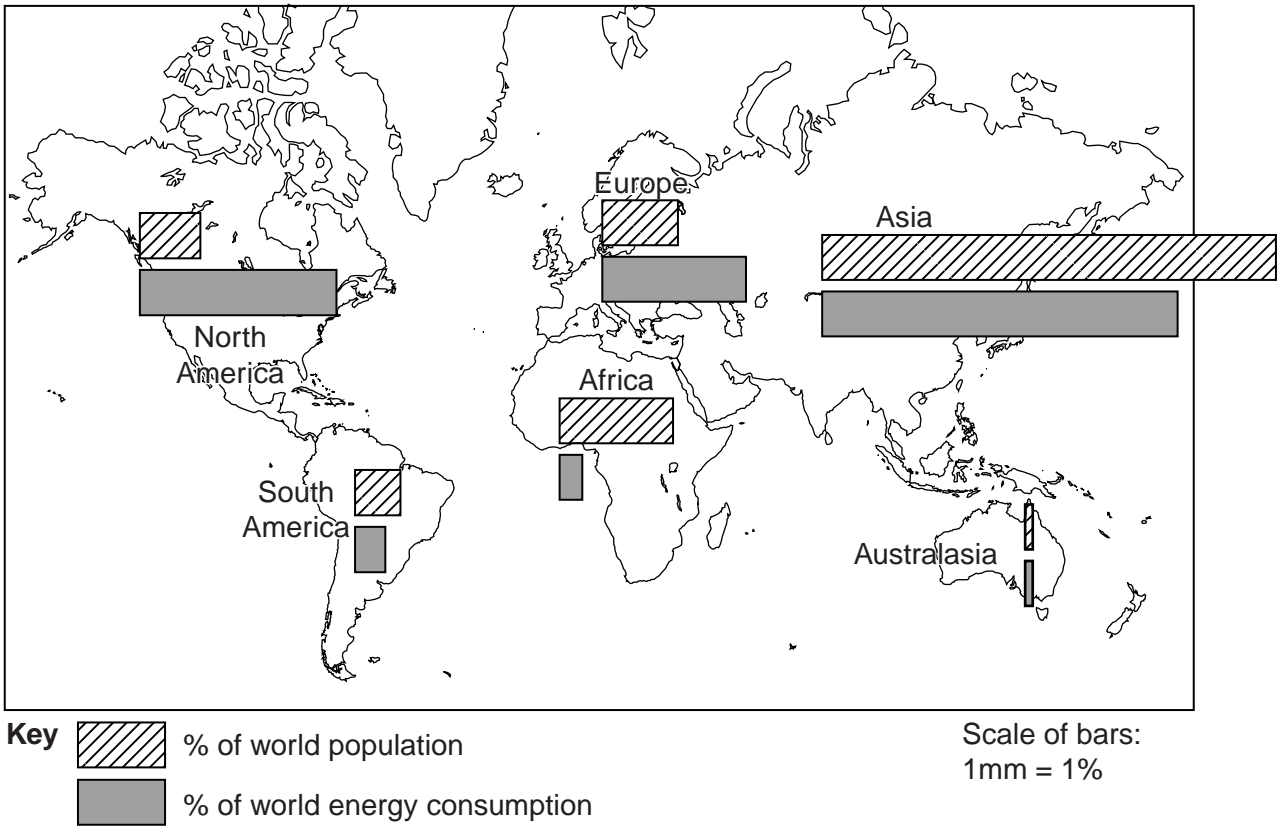 Europe
Asia
North
America
Africa
South
America
Australasia
Key
% of world population
% of world energy consumption
Scale of bars:
1mm = 1%